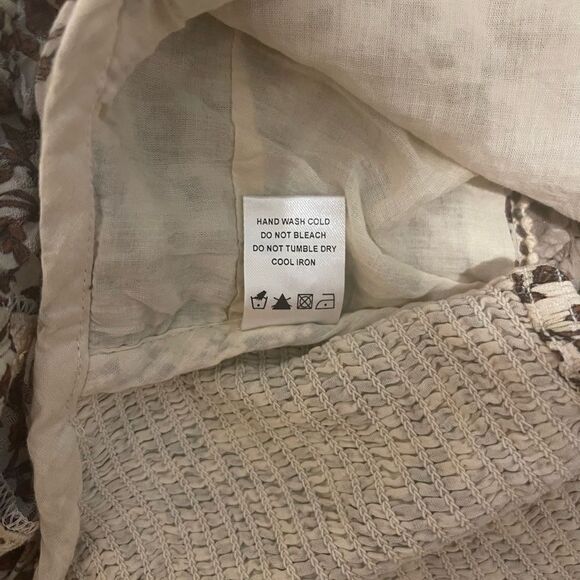 HAND WASH COLD
DO NOT BLEACH
DO NOT TUMBLE DRY
COOL IRON